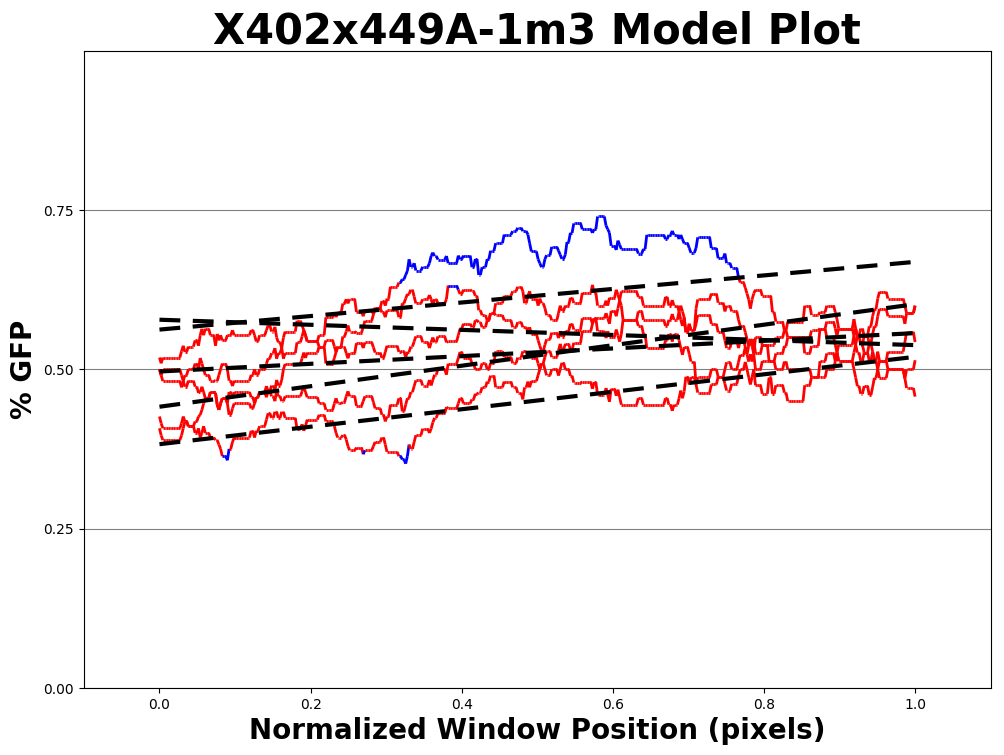 X402x449A-1m3 Model Plot
% GFP
0.75
0.50
0.25
0.00
0.0 0.2 0.4 0.6 0.8 1.0
Normalized Window Position (pixels)